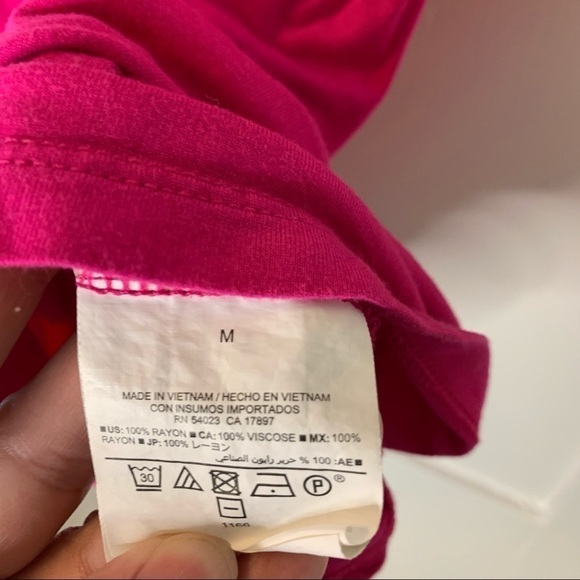 M
MADE IN VIETNAM / HECHO EN VIETNAM
CON INSUMOS IMPORTADOS
RN 54023 CA 17897
■US: 100% RAYON ■ CA: 100% VISCOSE ■ MX: 100%
RAYON ■ JP: 100% レーヨン
■AE: 100 % حرير رايون الصناعي
30 P ®